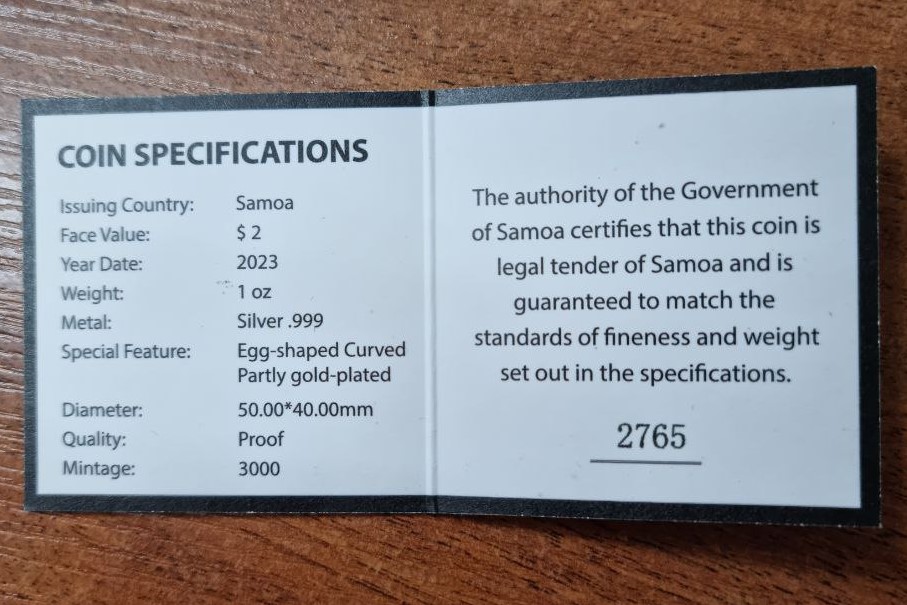 COIN SPECIFICATIONS
Issuing Country: Samoa
Face Value: $ 2
Year Date: 2023
Weight: 1 oz
Metal: Silver .999
Special Feature: Egg-shaped Curved
Partly gold-plated
Diameter: 50.00*40.00mm
Quality: Proof
Mintage: 3000
The authority of the Government
of Samoa certifies that this coin is
legal tender of Samoa and is
guaranteed to match the
standards of fineness and weight
set out in the specifications.
2765